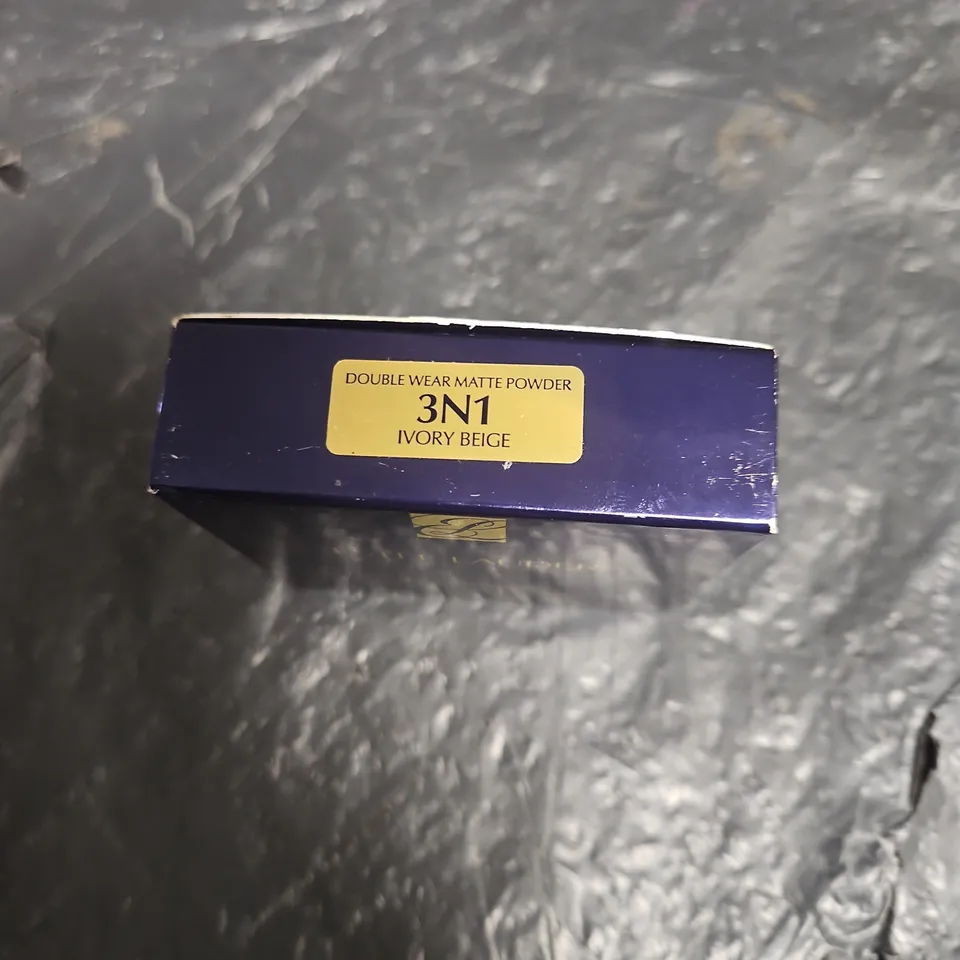 DOUBLE WEAR MATTE POWDER
3N1
IVORY BEIGE